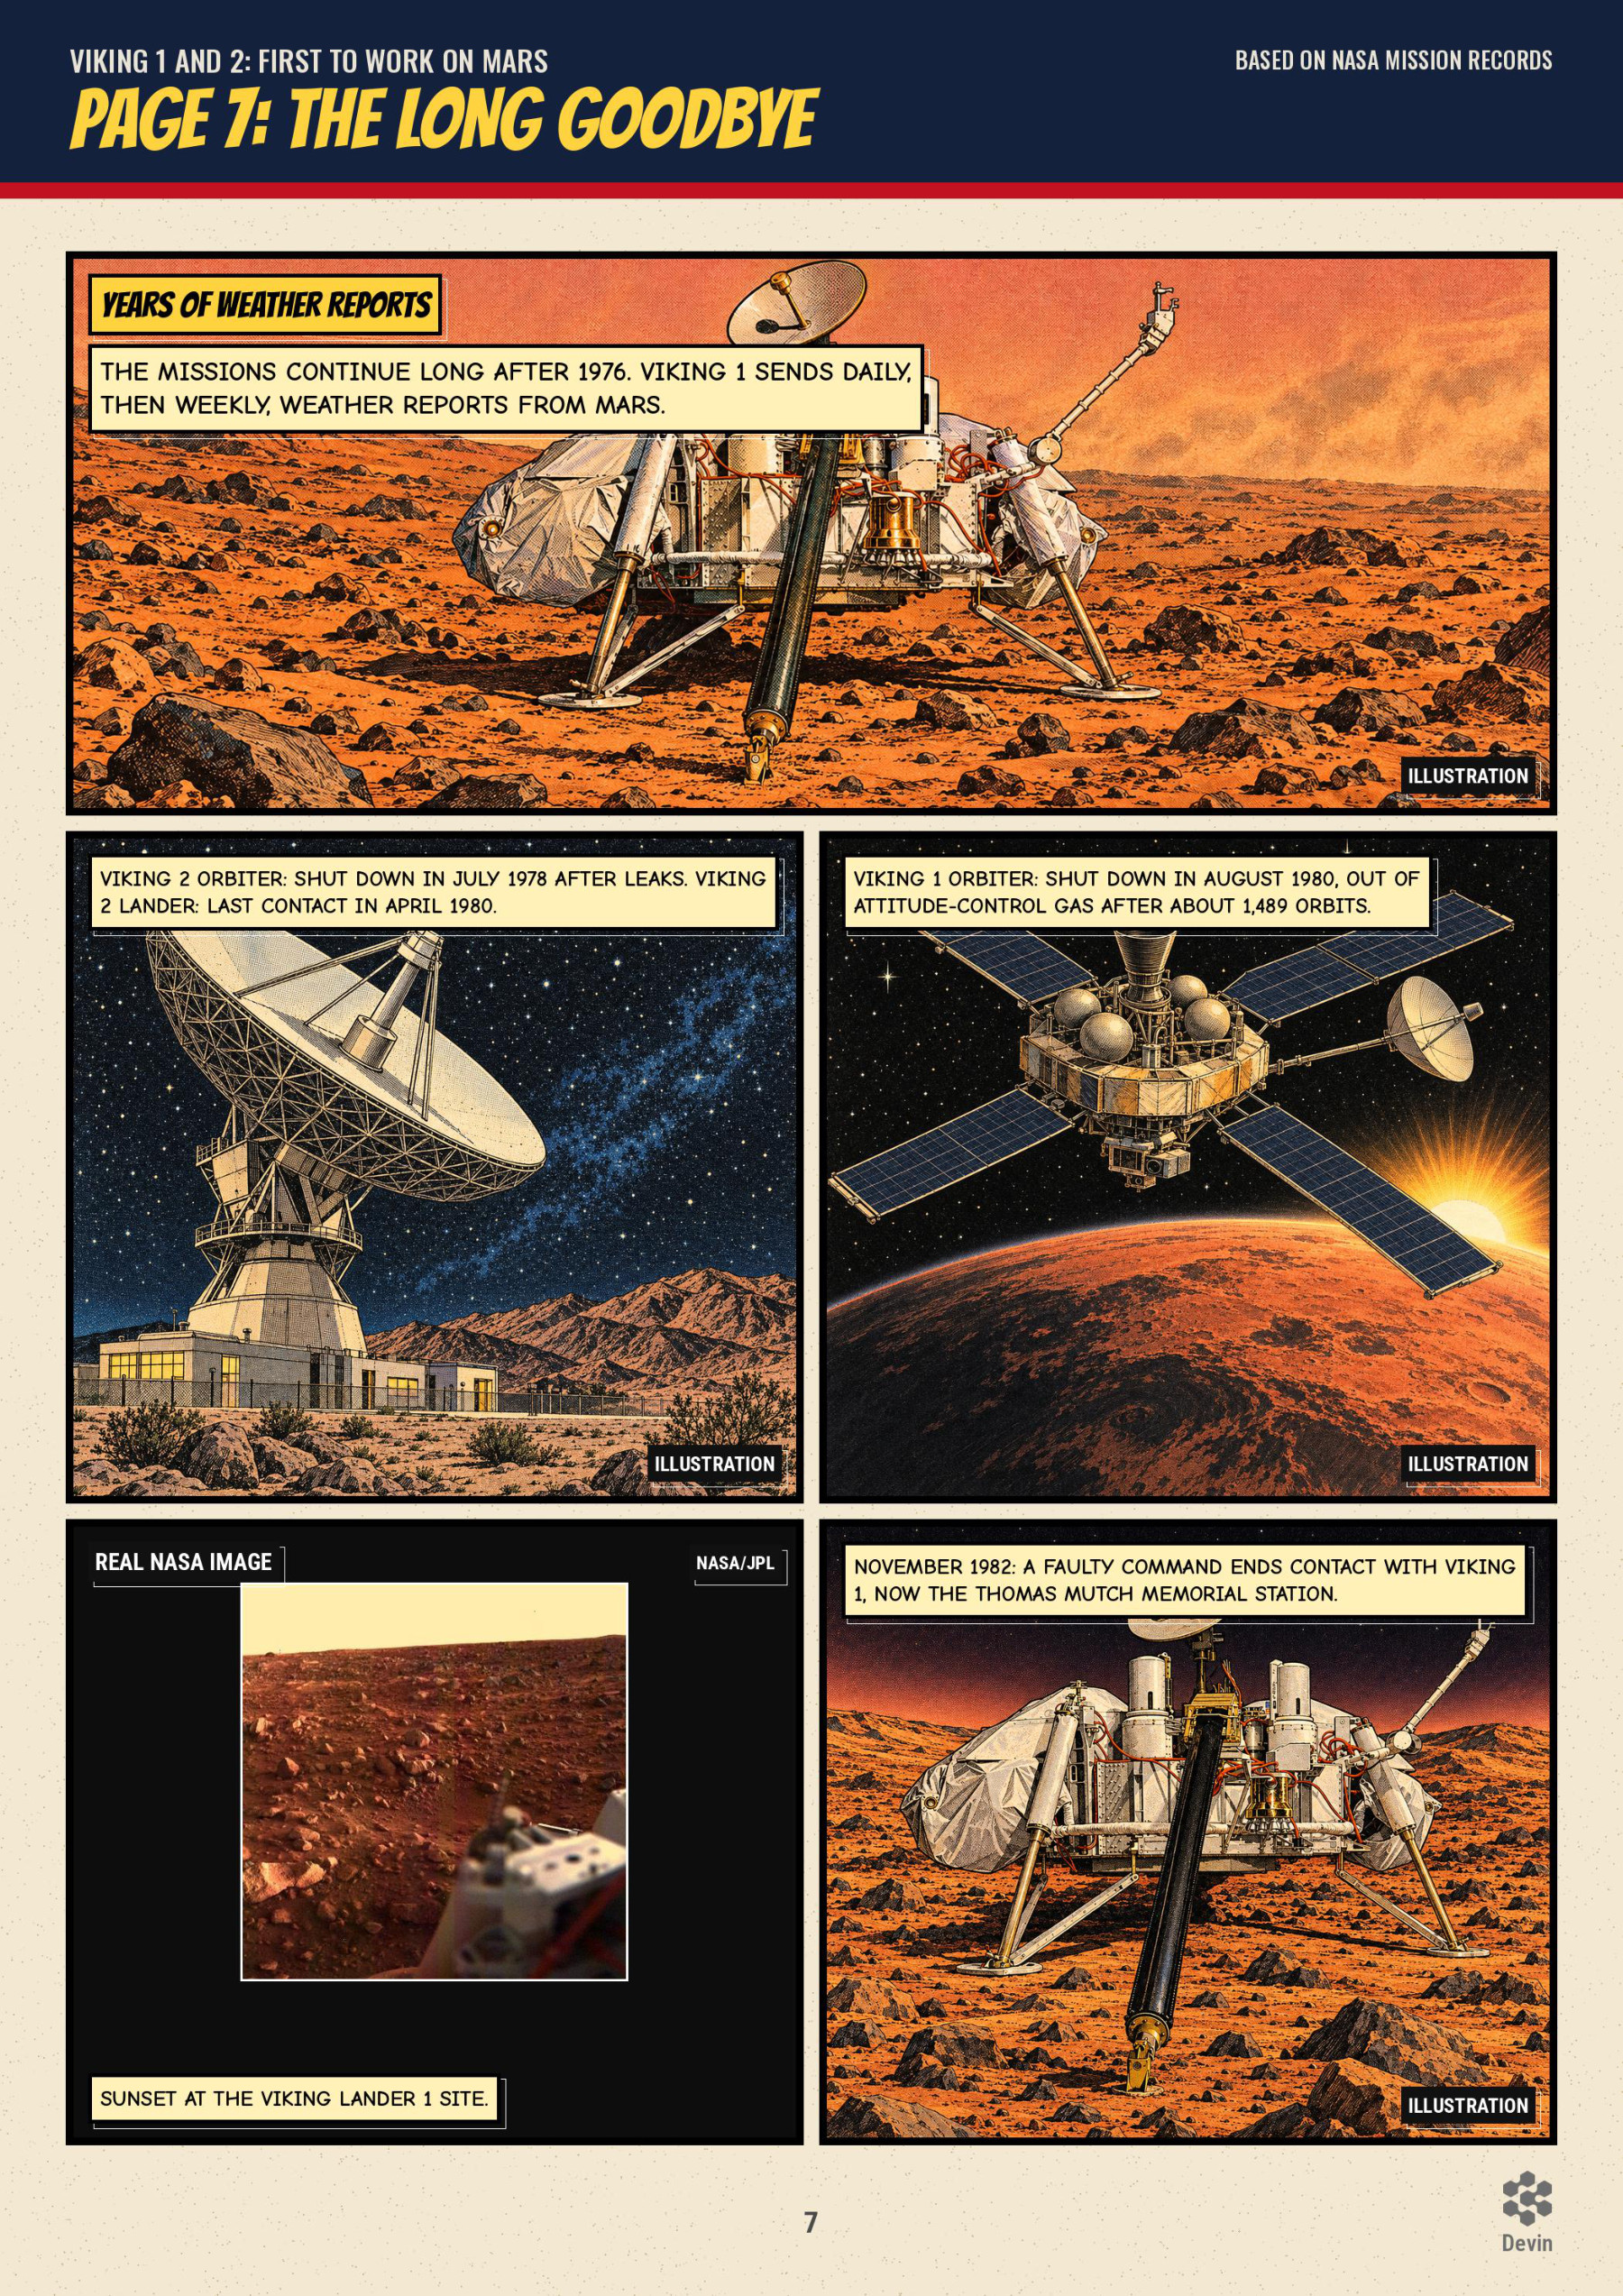 VIKING 1 AND 2: FIRST TO WORK ON MARS
BASED ON NASA MISSION RECORDS
PAGE 7: THE LONG GOODBYE
YEARS OF WEATHER REPORTS
THE MISSIONS CONTINUE LONG AFTER 1976. VIKING 1 SENDS DAILY,
THEN WEEKLY, WEATHER REPORTS FROM MARS.
ILLUSTRATION
VIKING 2 ORBITER: SHUT DOWN IN JULY 1978 AFTER LEAKS. VIKING
2 LANDER: LAST CONTACT IN APRIL 1980.
ILLUSTRATION
VIKING 1 ORBITER: SHUT DOWN IN AUGUST 1980, OUT OF
ATTITUDE-CONTROL GAS AFTER ABOUT 1,489 ORBITS.
ILLUSTRATION
REAL NASA IMAGE
NASA/JPL
SUNSET AT THE VIKING LANDER 1 SITE.
NOVEMBER 1982: A FAULTY COMMAND ENDS CONTACT WITH VIKING
1, NOW THE THOMAS MUTCH MEMORIAL STATION.
ILLUSTRATION
7
Devin